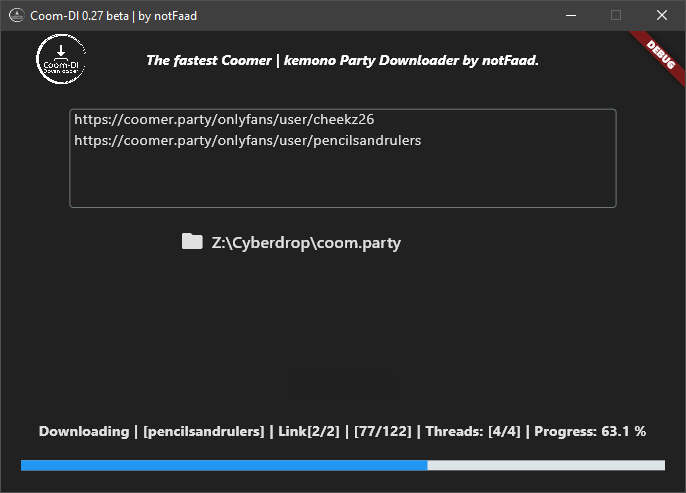 Coom-Dl 0.27 beta | by notFaad
DEBUG
Coom-Dl
Downloader
The fastest Coomer | kemono Party Downloader by notFaad.
https://coomer.party/onlyfans/user/cheekz26
https://coomer.party/onlyfans/user/pencilsandrulers
Z:\Cyberdrop\coom.party
Downloading | [pencilsandrulers] | Link[2/2] | [77/122] | Threads: [4/4] | Progress: 63.1 %